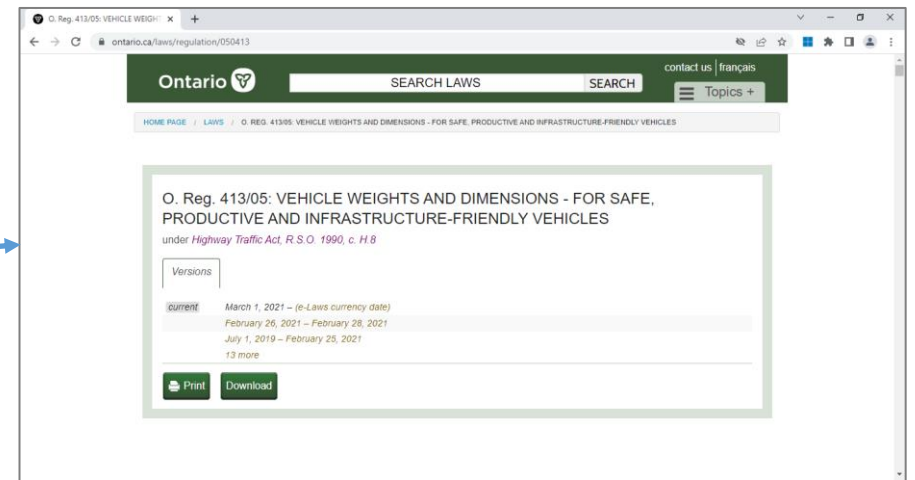 O. Reg. 413/05: VEHICLE WEIGHT
ontario.ca/laws/regulation/050413
contact us | français
Ontario
SEARCH LAWS
SEARCH
Topics +
HOME PAGE / LAWS / O. REG. 413/05: VEHICLE WEIGHTS AND DIMENSIONS - FOR SAFE, PRODUCTIVE AND INFRASTRUCTURE-FRIENDLY VEHICLES
O. Reg. 413/05: VEHICLE WEIGHTS AND DIMENSIONS - FOR SAFE,
PRODUCTIVE AND INFRASTRUCTURE-FRIENDLY VEHICLES
under Highway Traffic Act, R.S.O. 1990, c. H.8
Versions
current March 1, 2021 – (e-Laws currency date)
February 26, 2021 – February 28, 2021
July 1, 2019 – February 25, 2021
13 more
Print Download